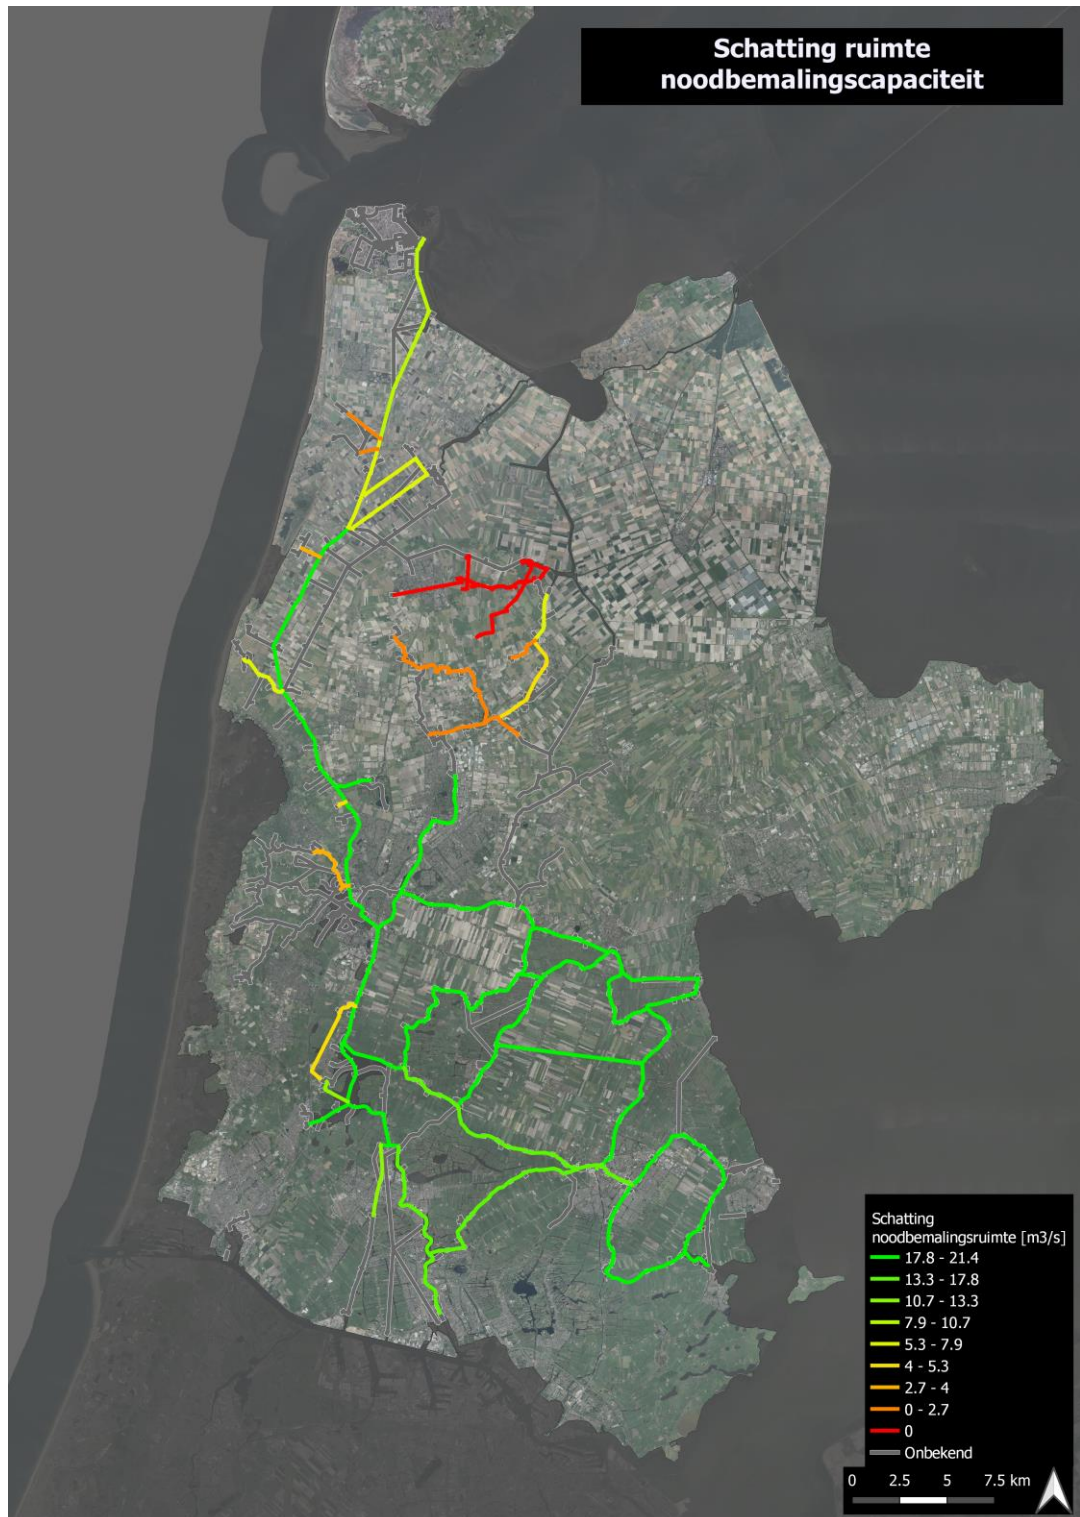 Schatting ruimte
noodbemalingscapaciteit
Schatting
noodbemalingsruimte [m3/s]
17.8 - 21.4
13.3 - 17.8
10.7 - 13.3
7.9 - 10.7
5.3 - 7.9
4 - 5.3
2.7 - 4
0 - 2.7
0
Onbekend
0 2.5 5 7.5 km